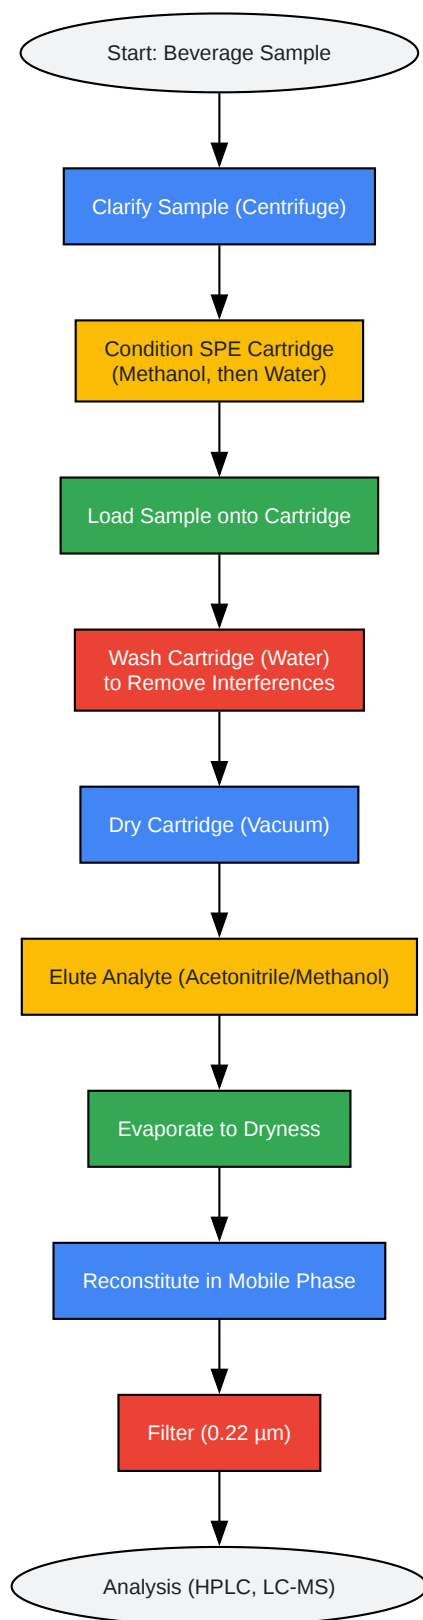 Start: Beverage Sample
Clarify Sample (Centrifuge)
Condition SPE Cartridge
(Methanol, then Water)
Load Sample onto Cartridge
Wash Cartridge (Water)
to Remove Interferences
Dry Cartridge (Vacuum)
Elute Analyte (Acetonitrile/Methanol)
Evaporate to Dryness
Reconstitute in Mobile Phase
Filter (0.22 µm)
Analysis (HPLC, LC-MS)